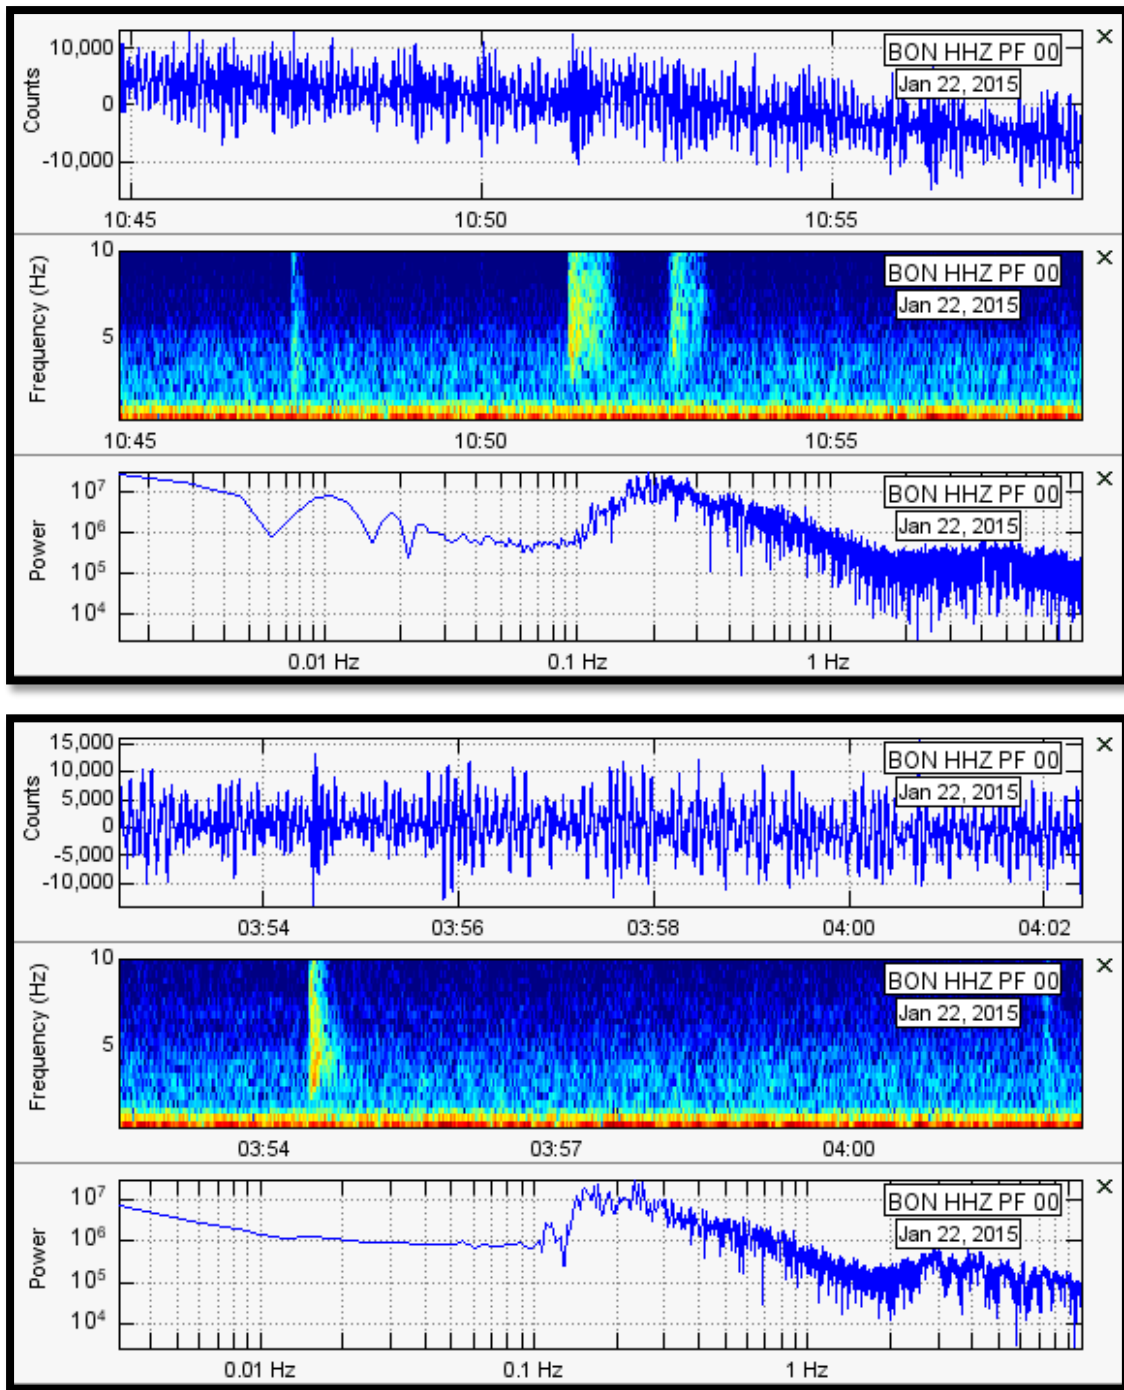 10,000
0
-10,000
Counts
BON HHZ PF 00
Jan 22, 2015
10:45 10:50 10:55
10
5
Frequency (Hz)
BON HHZ PF 00
Jan 22, 2015
10:45 10:50 10:55
10⁷
10⁶
10⁵
10⁴
Power
BON HHZ PF 00
Jan 22, 2015
0.01 Hz 0.1 Hz 1 Hz
15,000
10,000
5,000
0
-5,000
-10,000
Counts
BON HHZ PF 00
Jan 22, 2015
03:54 03:56 03:58 04:00 04:02
10
5
Frequency (Hz)
BON HHZ PF 00
Jan 22, 2015
03:54 03:57 04:00
10⁷
10⁶
10⁵
10⁴
Power
BON HHZ PF 00
Jan 22, 2015
0.01 Hz 0.1 Hz 1 Hz